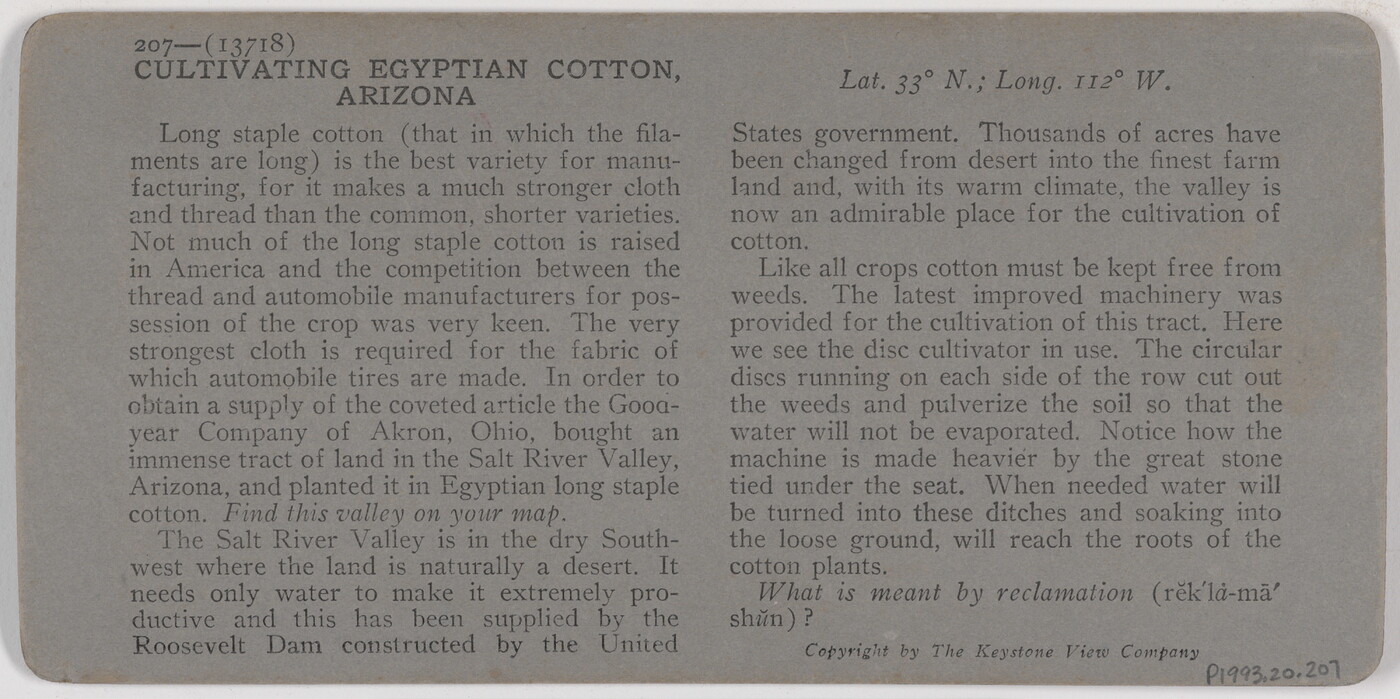 207—(13718)
CULTIVATING EGYPTIAN COTTON,
ARIZONA
Long staple cotton (that in which the fila-
ments are long) is the best variety for manu-
facturing, for it makes a much stronger cloth
and thread than the common, shorter varieties.
Not much of the long staple cotton is raised
in America and the competition between the
thread and automobile manufacturers for pos-
session of the crop was very keen. The very
strongest cloth is required for the fabric of
which automobile tires are made. In order to
obtain a supply of the coveted article the Good-
year Company of Akron, Ohio, bought an
immense tract of land in the Salt River Valley,
Arizona, and planted it in Egyptian long staple
cotton. Find this valley on your map.
The Salt River Valley is in the dry South-
west where the land is naturally a desert. It
needs only water to make it extremely pro-
ductive and this has been supplied by the
Roosevelt Dam constructed by the United
Lat. 33° N.; Long. 112° W.
States government. Thousands of acres have
been changed from desert into the finest farm
land and, with its warm climate, the valley is
now an admirable place for the cultivation of
cotton.
Like all crops cotton must be kept free from
weeds. The latest improved machinery was
provided for the cultivation of this tract. Here
we see the disc cultivator in use. The circular
discs running on each side of the row cut out
the weeds and pulverize the soil so that the
water will not be evaporated. Notice how the
machine is made heavier by the great stone
tied under the seat. When needed water will
be turned into these ditches and soaking into
the loose ground, will reach the roots of the
cotton plants.
What is meant by reclamation (rĕk'lȧ-mā'
shŭn)?
Copyright by The Keystone View Company
P1993.20.207